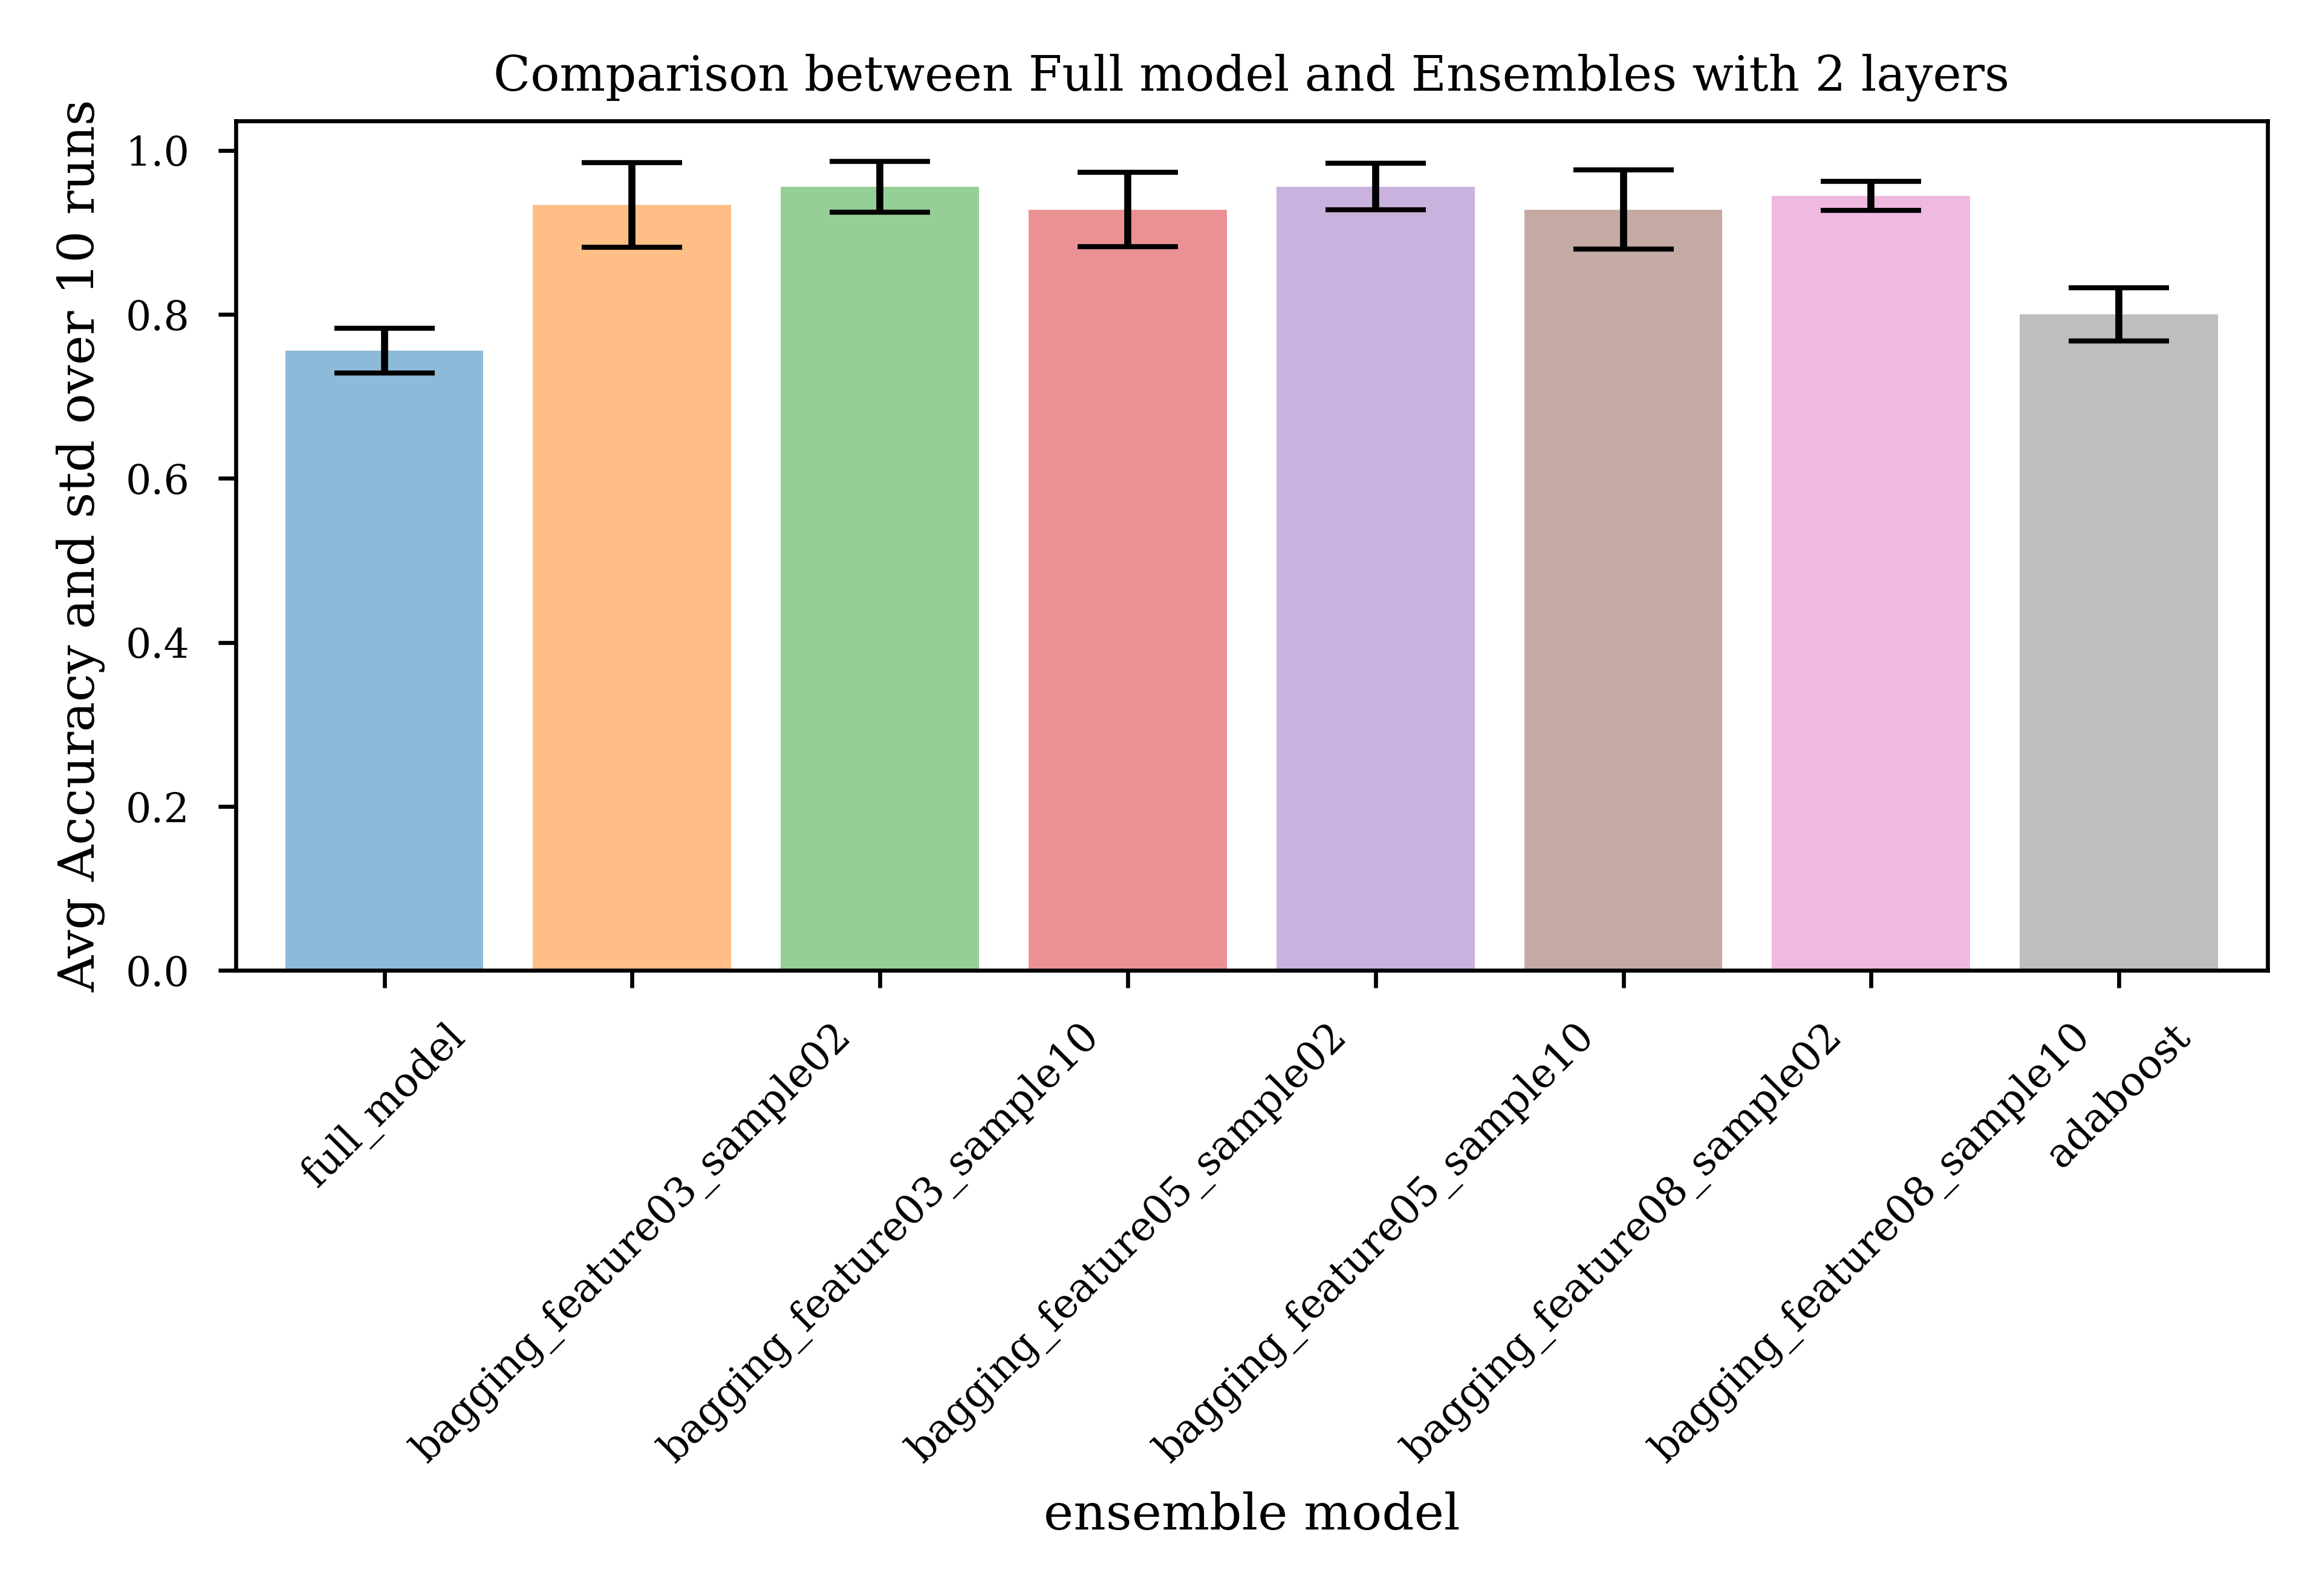 Comparison between Full model and Ensembles with 2 layers
Avg Accuracy and std over 10 runs
1.0
0.8
0.6
0.4
0.2
0.0
full_model
bagging_feature03_sample02
bagging_feature03_sample10
bagging_feature05_sample02
bagging_feature05_sample10
bagging_feature08_sample02
bagging_feature08_sample10
adaboost
ensemble model